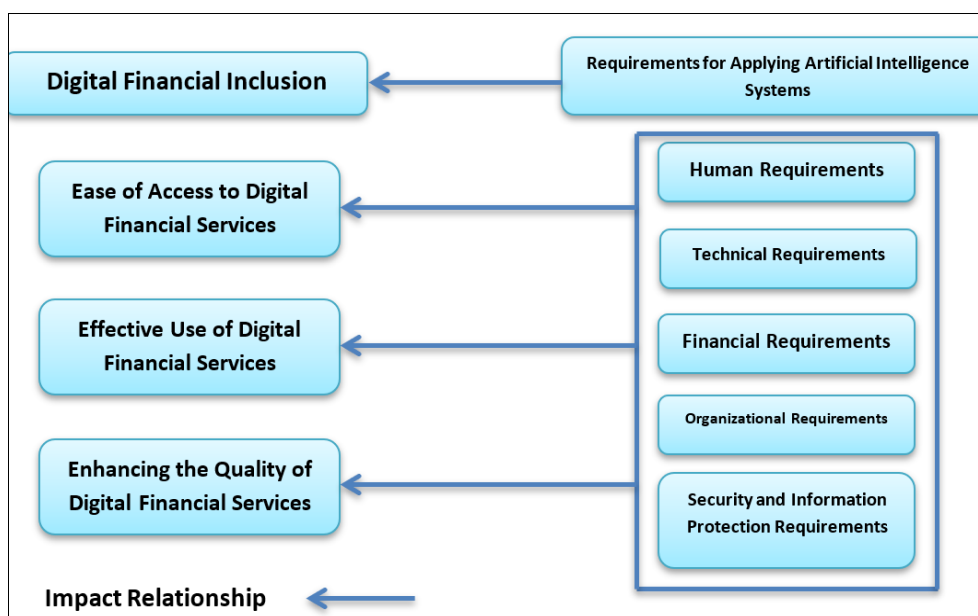 Digital Financial Inclusion
Requirements for Applying Artificial Intelligence
Systems
Ease of Access to Digital
Financial Services
Effective Use of Digital
Financial Services
Enhancing the Quality of
Digital Financial Services
Human Requirements
Technical Requirements
Financial Requirements
Organizational Requirements
Security and Information
Protection Requirements
Impact Relationship